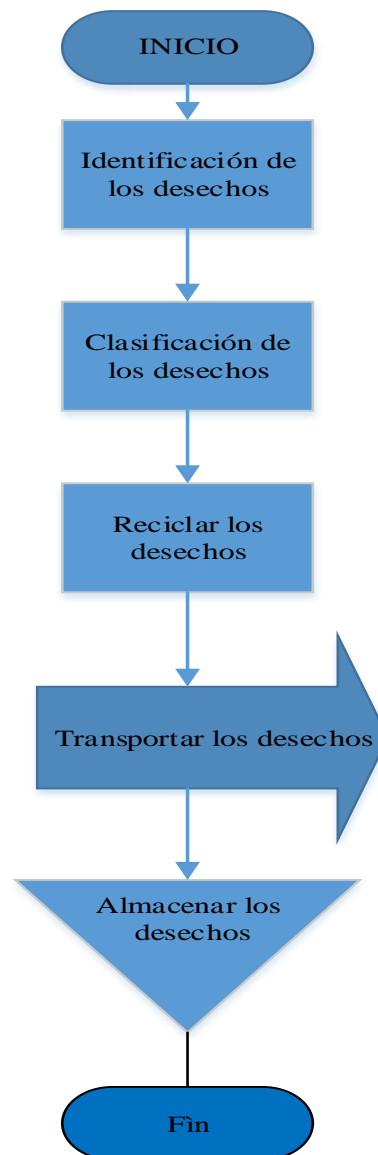 INICIO
Identificación de
los desechos
Clasificación de
los desechos
Reciclar los
desechos
Transportar los desechos
Almacenar los
desechos
Fìn